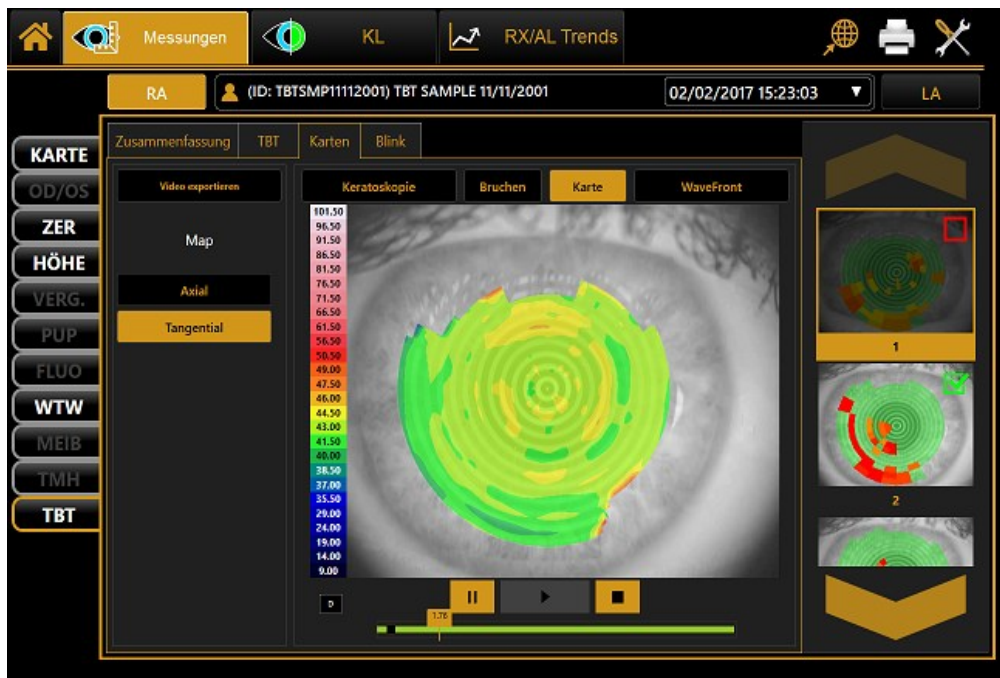 Messungen
KL
RX/AL Trends
RA
(ID: TBTSMP11112001) TBT SAMPLE 11/11/2001
02/02/2017 15:23:03
LA
Zusammenfassung
TBT
Karten
Blink
KARTE
OD/OS
ZER
HÖHE
VERG.
PUP
FLUO
WTW
MEIB
TMH
TBT
Video exportieren
Map
Axial
Tangential
Keratoskopie
Bruchen
Karte
WaveFront
101.50
96.50
91.50
86.50
81.50
76.50
71.50
66.50
61.50
56.50
50.50
49.00
47.50
46.00
44.50
43.00
41.50
40.00
38.50
37.00
35.50
29.00
24.00
19.00
14.00
9.00
D
1.76
1
2